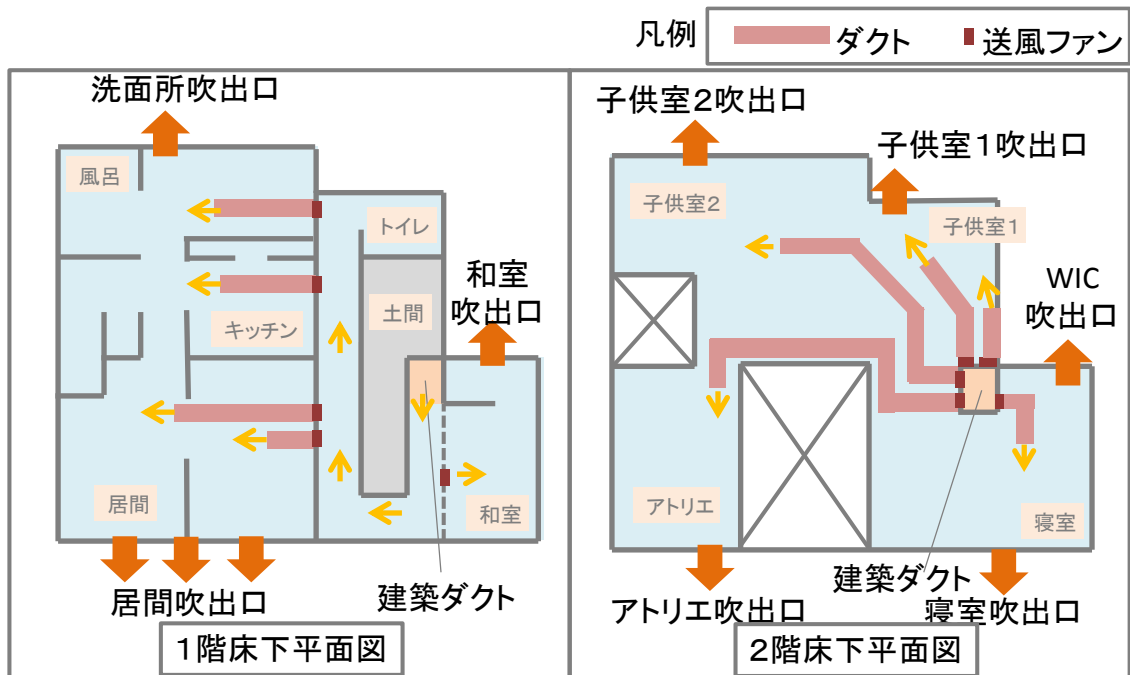 凡例
ダクト
送風ファン
洗面所吹出口
風呂
トイレ
和室
吹出口
土間
キッチン
居間
和室
居間吹出口
建築ダクト
1階床下平面図
子供室2吹出口
子供室1吹出口
子供室2
子供室1
WIC
吹出口
アトリエ
寝室
建築ダクト
アトリエ吹出口
寝室吹出口
2階床下平面図